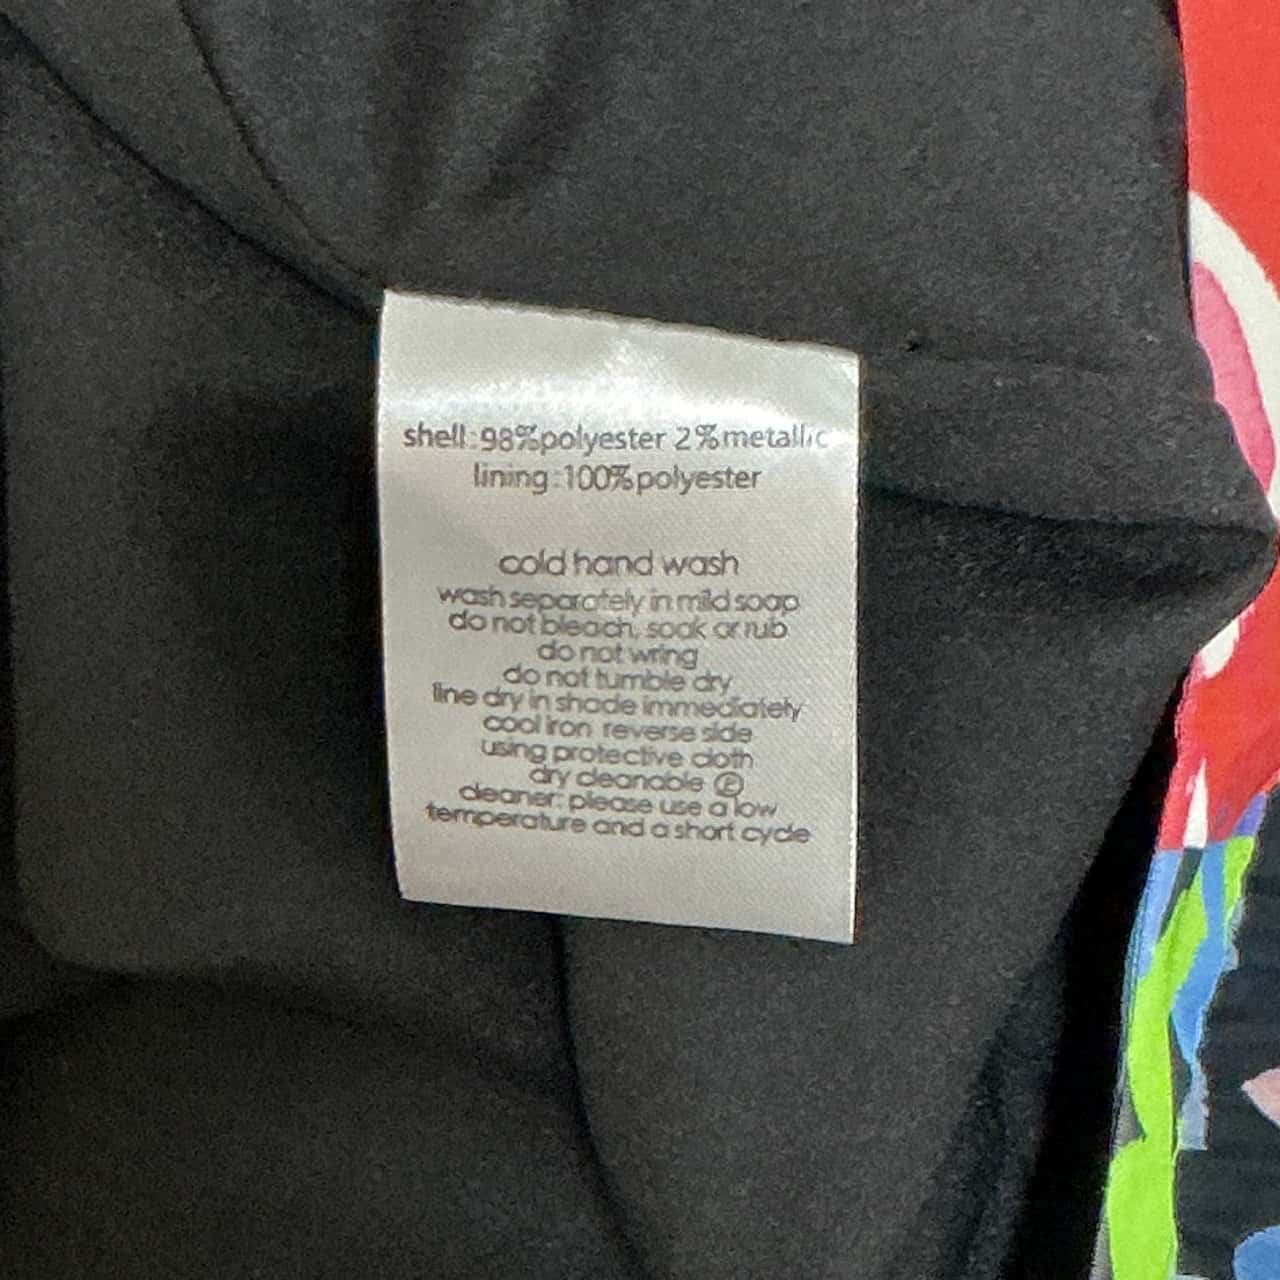 shell:98%polyester 2%metallic
lining:100%polyester
cold hand wash
wash separately in mild soap
do not bleach, soak or rub
do not wring
do not tumble dry
line dry in shade immediately
cool iron reverse side
using protective cloth
dry cleanable Ⓟ
cleaner: please use a low
temperature and a short cycle